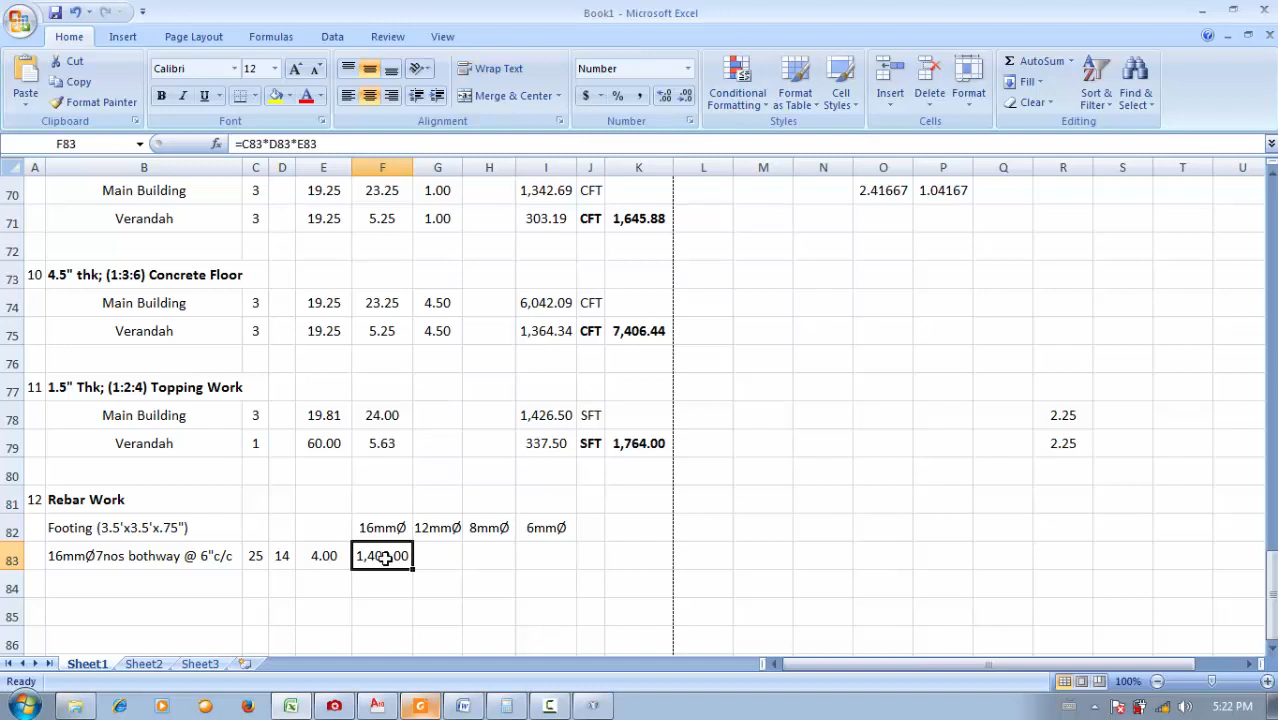 Book1 - Microsoft Excel
Home Insert Page Layout Formulas Data Review View
Paste Cut Copy Format Painter
Calibri 12
B I U
Wrap Text
Merge & Center
Number
$ % ,
Conditional Formatting Format as Table Cell Styles
Insert Delete Format
AutoSum Fill Clear
Sort & Filter Find & Select
Clipboard Font Alignment Number Styles Cells Editing
F83 fx =C83*D83*E83
A B C D E F G H I J K L M N O P Q R S T U
70 Main Building 3 19.25 23.25 1.00 1,342.69 CFT 2.41667 1.04167
71 Verandah 3 19.25 5.25 1.00 303.19 CFT 1,645.88
72
73 10 4.5" thk; (1:3:6) Concrete Floor
74 Main Building 3 19.25 23.25 4.50 6,042.09 CFT
75 Verandah 3 19.25 5.25 4.50 1,364.34 CFT 7,406.44
76
77 11 1.5" Thk; (1:2:4) Topping Work
78 Main Building 3 19.81 24.00 1,426.50 SFT 2.25
79 Verandah 1 60.00 5.63 337.50 SFT 1,764.00 2.25
80
81 12 Rebar Work
82 Footing (3.5'x3.5'x.75") 16mmØ 12mmØ 8mmØ 6mmØ
83 16mmØ7nos bothway @ 6"c/c 25 14 4.00
84
85
86
Sheet1 Sheet2 Sheet3
Ready 100%
5:22 PM